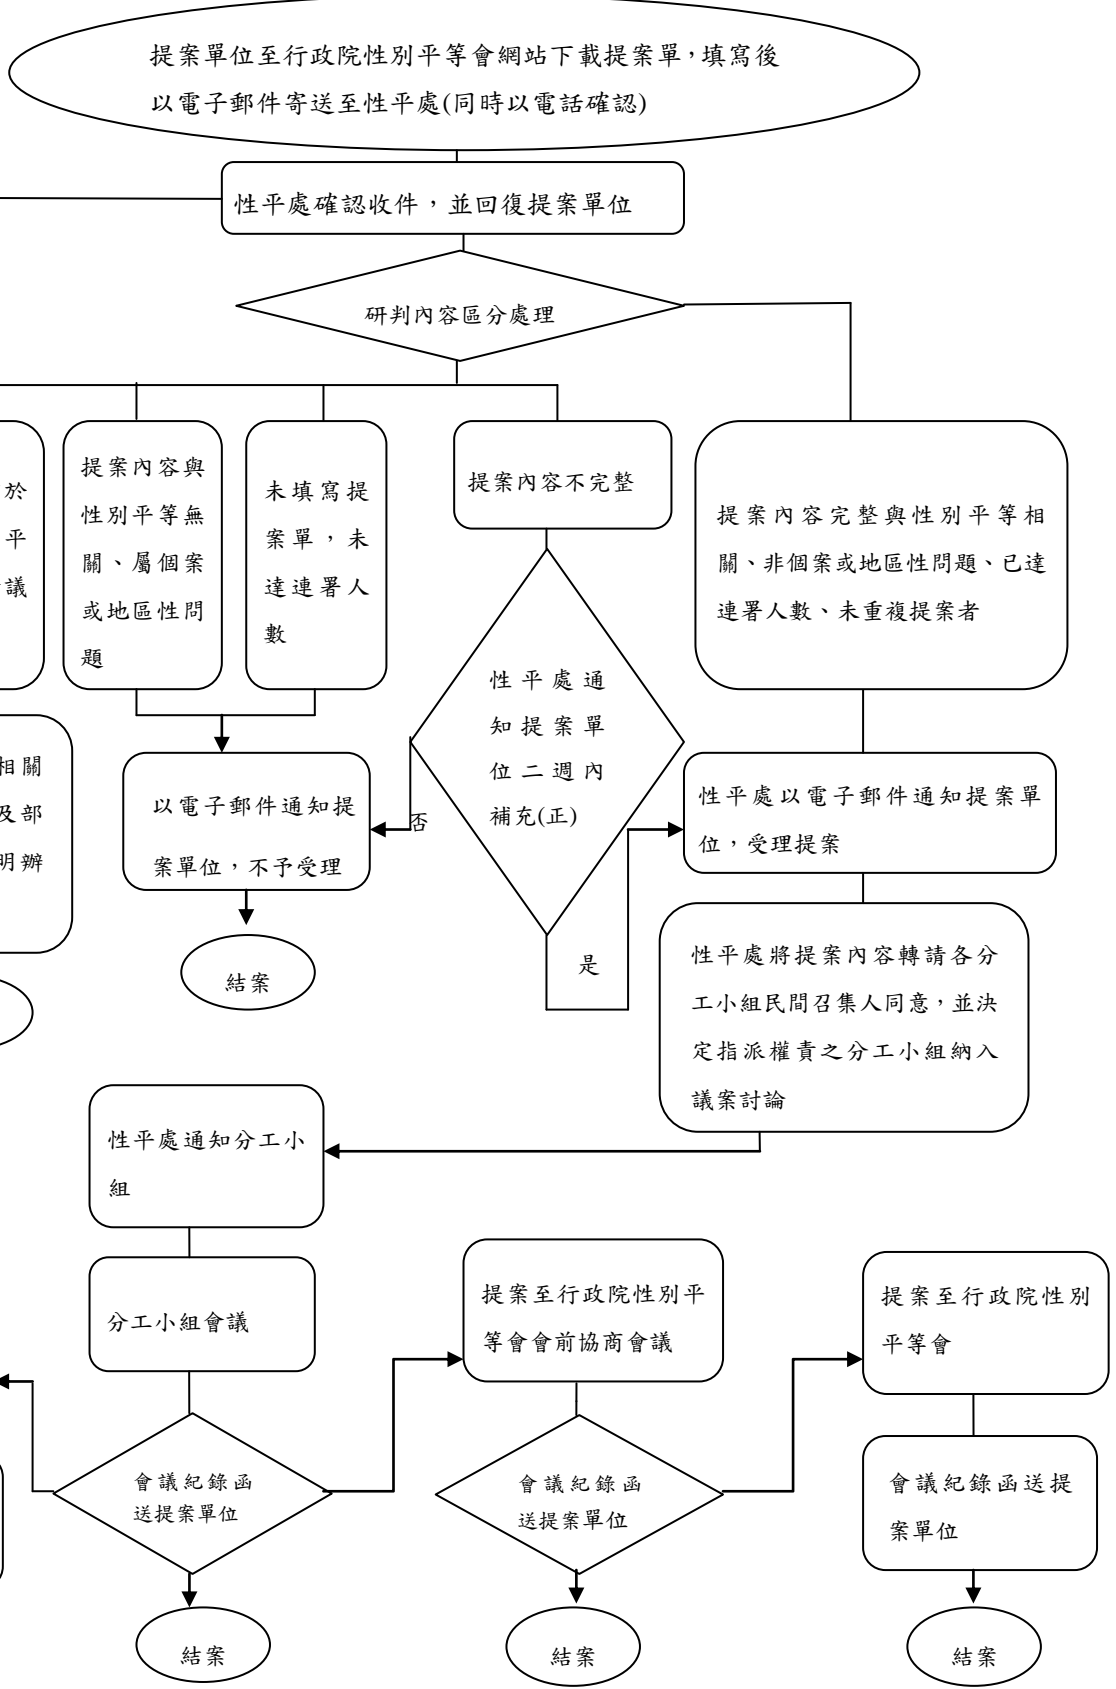 提案單位至行政院性別平等會網站下載提案單，填寫後
以電子郵件寄送至性平處(同時以電話確認)
性平處確認收件，並回復提案單位
研判內容區分處理
於
平
議
提案內容與
性別平等無
關、屬個案
或地區性問
題
未填寫提
案單，未
達連署人
數
提案內容不完整
提案內容完整與性別平等相
關、非個案或地區性問題、已達
連署人數、未重複提案者
性平處通
知提案單
位二週內
補充(正)
相關
及部
明辦
以電子郵件通知提
案單位，不予受理
否
性平處以電子郵件通知提案單
位，受理提案
結案
是
性平處將提案內容轉請各分
工小組民間召集人同意，並決
定指派權責之分工小組納入
議案討論
性平處通知分工小
組
分工小組會議
提案至行政院性別平
等會會前協商會議
提案至行政院性別
平等會
會議紀錄函
送提案單位
會議紀錄函
送提案單位
會議紀錄函送提
案單位
結案
結案
結案